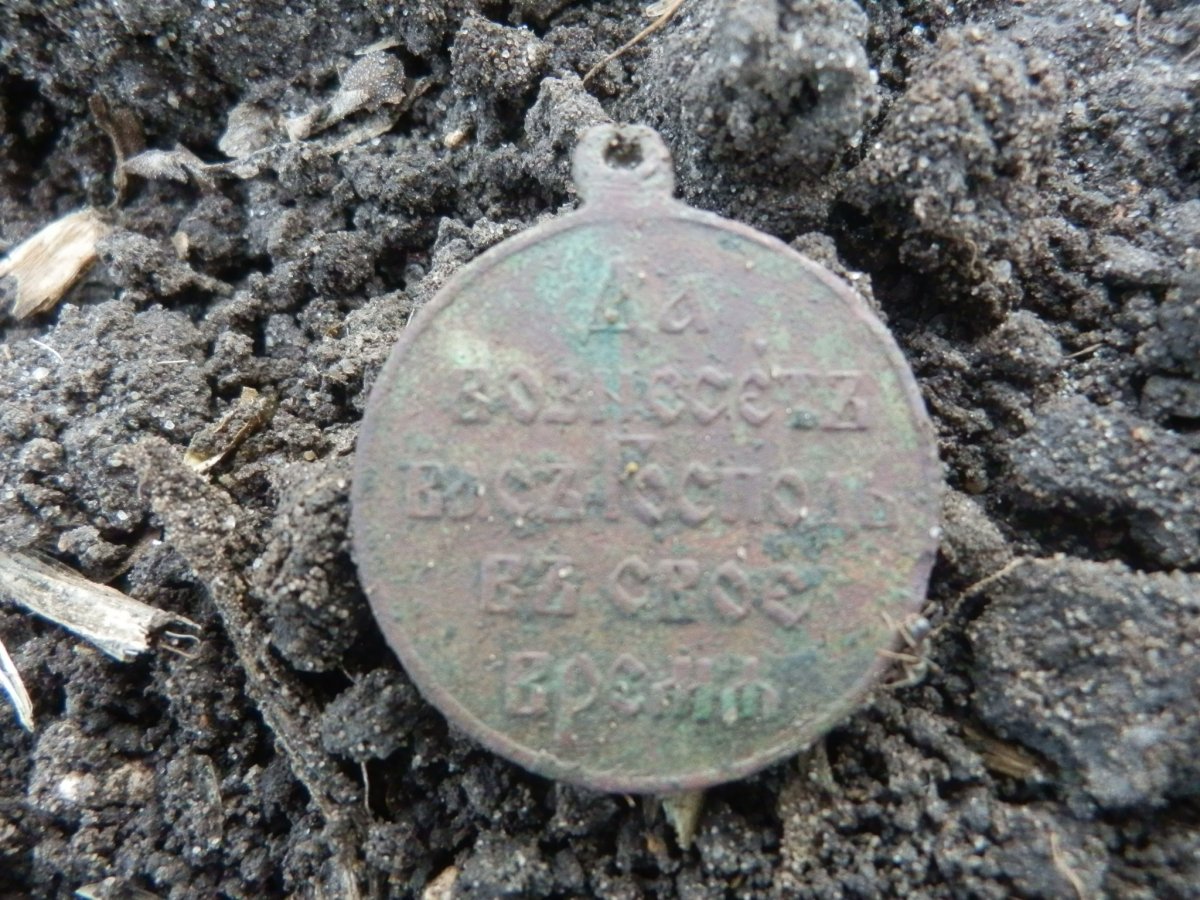 Да
вознесетъ
васъ Господь
въ свое
время